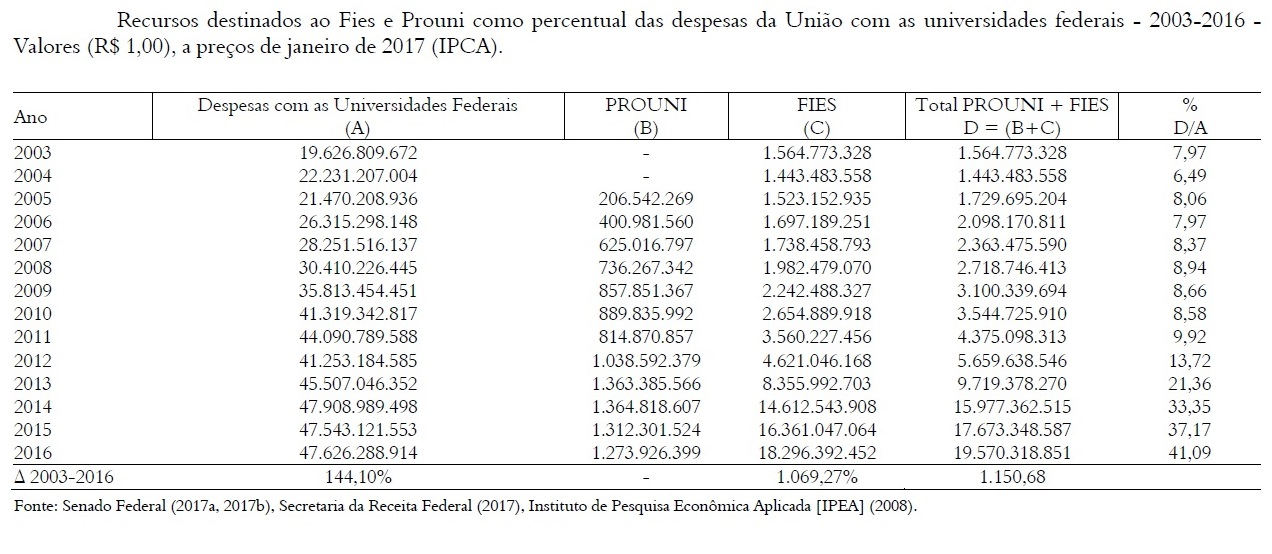 Recursos destinados ao Fies e Prouni como percentual das despesas da União com as universidades federais - 2003-2016 -
Valores (R$ 1,00), a preços de janeiro de 2017 (IPCA).
Ano Despesas com as Universidades Federais (A) PROUNI (B) FIES (C) Total PROUNI + FIES D = (B+C) % D/A
2003 19.626.809.672 - 1.564.773.328 1.564.773.328 7,97
2004 22.231.207.004 - 1.443.483.558 1.443.483.558 6,49
2005 21.470.208.936 206.542.269 1.523.152.935 1.729.695.204 8,06
2006 26.315.298.148 400.981.560 1.697.189.251 2.098.170.811 7,97
2007 28.251.516.137 625.016.797 1.738.458.793 2.363.475.590 8,37
2008 30.410.226.445 736.267.342 1.982.479.070 2.718.746.413 8,94
2009 35.813.454.451 857.851.367 2.242.488.327 3.100.339.694 8,66
2010 41.319.342.817 889.835.992 2.654.889.918 3.544.725.910 8,58
2011 44.090.789.588 814.870.857 3.560.227.456 4.375.098.313 9,92
2012 41.253.184.585 1.038.592.379 4.621.046.168 5.659.638.546 13,72
2013 45.507.046.352 1.363.385.566 8.355.992.703 9.719.378.270 21,36
2014 47.908.989.498 1.364.818.607 14.612.543.908 15.977.362.515 33,35
2015 47.543.121.553 1.312.301.524 16.361.047.064 17.673.348.587 37,17
2016 47.626.288.914 1.273.926.399 18.296.392.452 19.570.318.851 41,09
Δ 2003-2016 144,10% - 1.069,27% 1.150,68
Fonte: Senado Federal (2017a, 2017b), Secretaria da Receita Federal (2017), Instituto de Pesquisa Econômica Aplicada [IPEA] (2008).